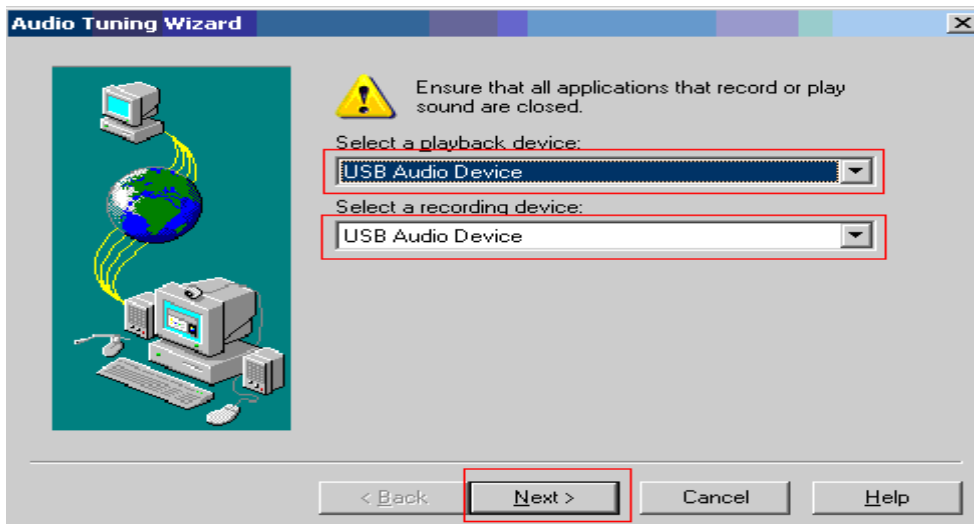 Audio Tuning Wizard
Ensure that all applications that record or play
sound are closed.
Select a playback device:
USB Audio Device
Select a recording device:
USB Audio Device
< Back
Next >
Cancel
Help